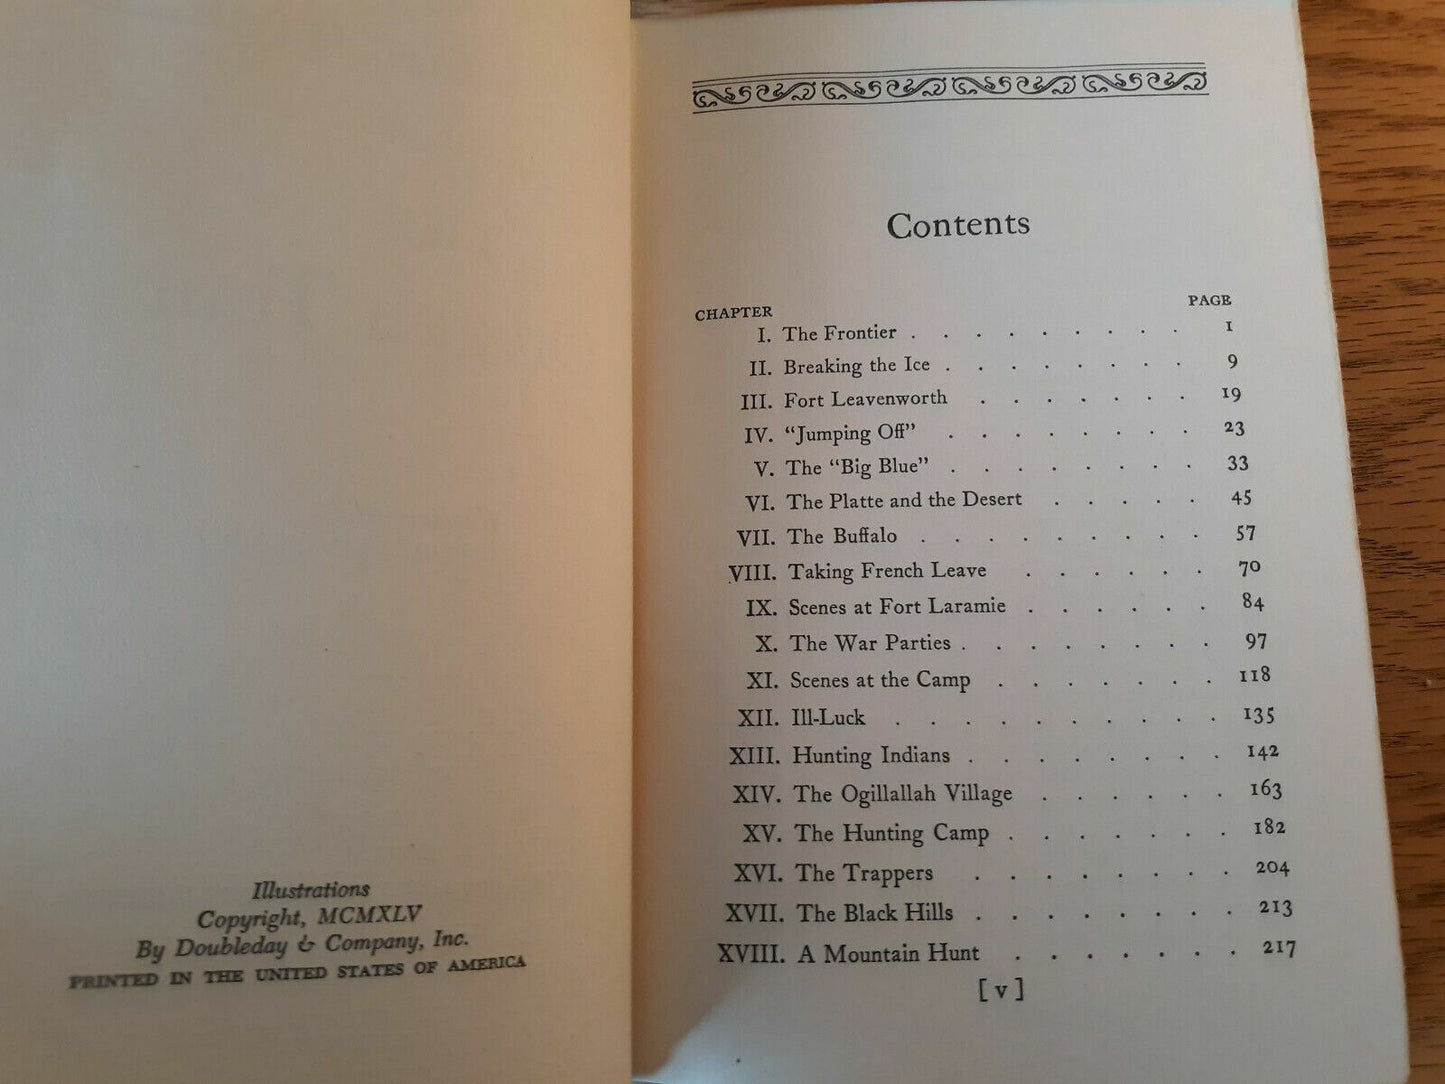 Illustrations
Copyright, MCMXLV
By Doubleday & Company, Inc.
PRINTED IN THE UNITED STATES OF AMERICA
Contents
CHAPTER PAGE
I. The Frontier . . . . . . . . . 1
II. Breaking the Ice . . . . . . . . 9
III. Fort Leavenworth . . . . . . . 19
IV. “Jumping Off” . . . . . . . . 23
V. The “Big Blue” . . . . . . . . 33
VI. The Platte and the Desert . . . . . 45
VII. The Buffalo . . . . . . . . . 57
VIII. Taking French Leave . . . . . . 70
IX. Scenes at Fort Laramie . . . . . . 84
X. The War Parties . . . . . . . . 97
XI. Scenes at the Camp . . . . . . . 118
XII. Ill-Luck . . . . . . . . . . 135
XIII. Hunting Indians . . . . . . . . 142
XIV. The Ogillallah Village . . . . . . 163
XV. The Hunting Camp . . . . . . . 182
XVI. The Trappers . . . . . . . . 204
XVII. The Black Hills . . . . . . . . 213
XVIII. A Mountain Hunt . . . . . . . 217
[ v ]